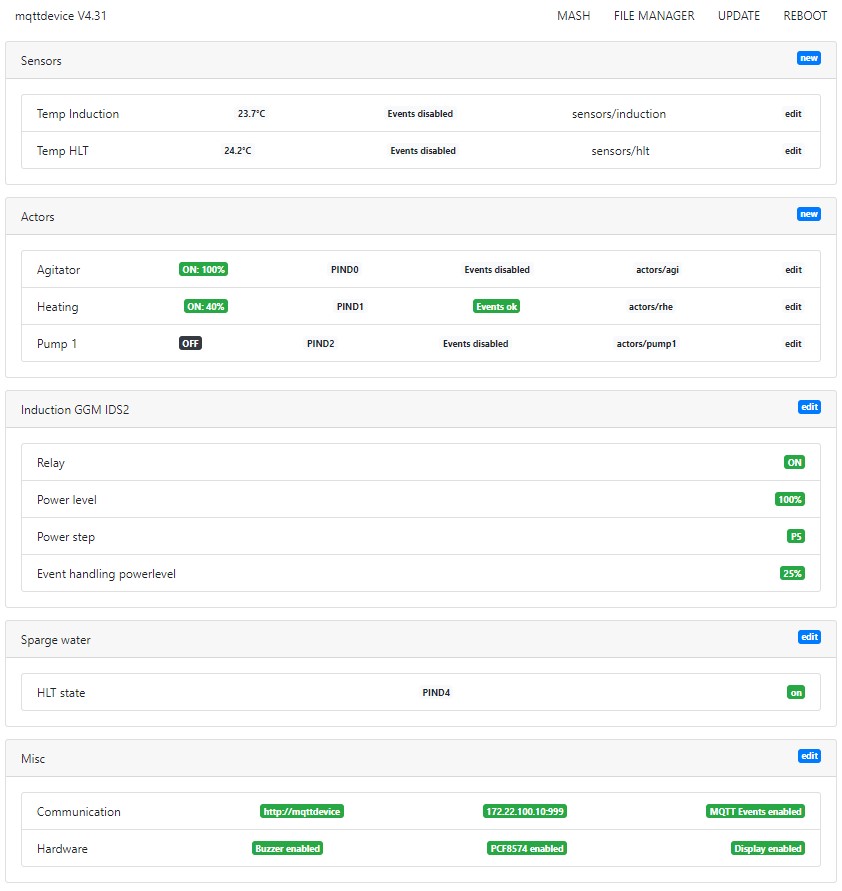 mqttdevice V4.31 MASH FILE MANAGER UPDATE REBOOT
Sensors new
Temp Induction 23.7°C Events disabled sensors/induction edit
Temp HLT 24.2°C Events disabled sensors/hlt edit
Actors new
Agitator ON: 100% PIND0 Events disabled actors/agi edit
Heating ON: 40% PIND1 Events ok actors/rhe edit
Pump 1 OFF PIND2 Events disabled actors/pump1 edit
Induction GGM IDS2 edit
Relay ON
Power level 100%
Power step P5
Event handling powerlevel 25%
Sparge water edit
HLT state PIND4 on
Misc edit
Communication http://mqttdevice 172.22.100.10:999 MQTT Events enabled
Hardware Buzzer enabled PCF8574 enabled Display enabled